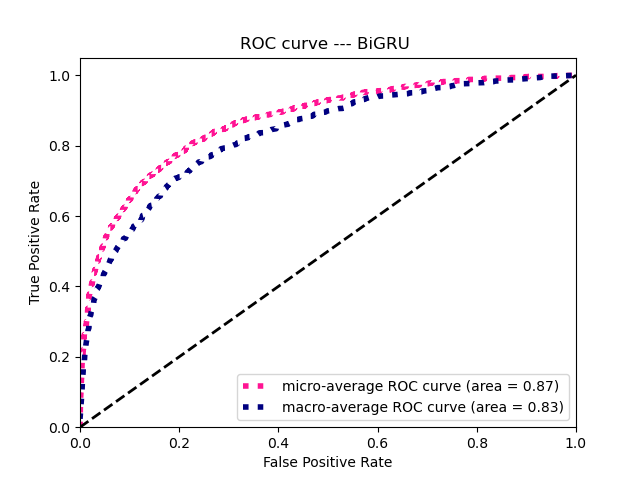 ROC curve --- BiGRU
True Positive Rate
1.0
0.8
0.6
0.4
0.2
0.0
micro-average ROC curve (area = 0.87)
macro-average ROC curve (area = 0.83)
0.0 0.2 0.4 0.6 0.8 1.0
False Positive Rate